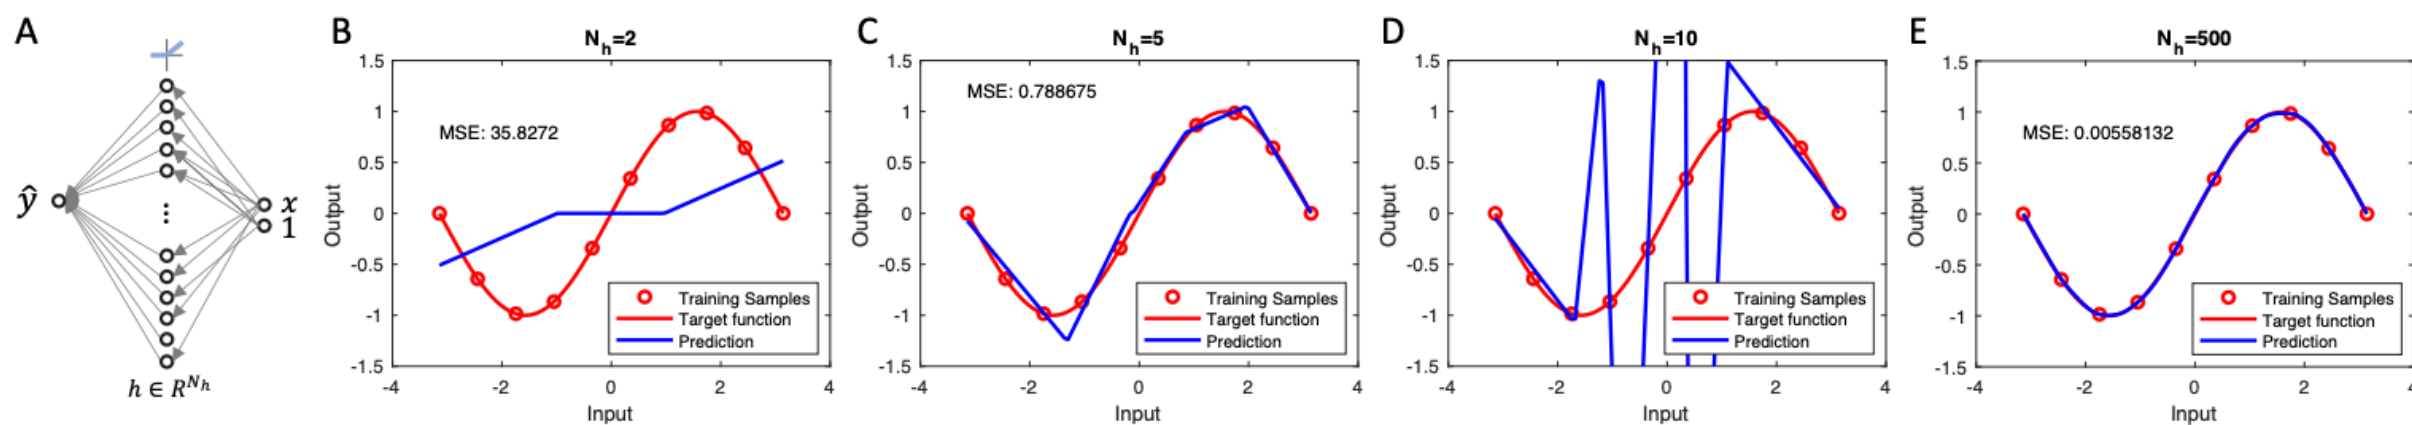 A
ŷ
x
1
⋮
h ∈ R^{N_h}
B
N_h=2
MSE: 35.8272
Output
1.5
1
0.5
0
-0.5
-1
-1.5
-4 -2 0 2 4
Input
Training Samples
Target function
Prediction
C
N_h=5
MSE: 0.788675
Output
1.5
1
0.5
0
-0.5
-1
-1.5
-4 -2 0 2 4
Input
Training Samples
Target function
Prediction
D
N_h=10
Output
1.5
1
0.5
0
-0.5
-1
-1.5
-4 -2 0 2 4
Input
Training Samples
Target function
Prediction
E
N_h=500
MSE: 0.00558132
Output
1.5
1
0.5
0
-0.5
-1
-1.5
-4 -2 0 2 4
Input
Training Samples
Target function
Prediction